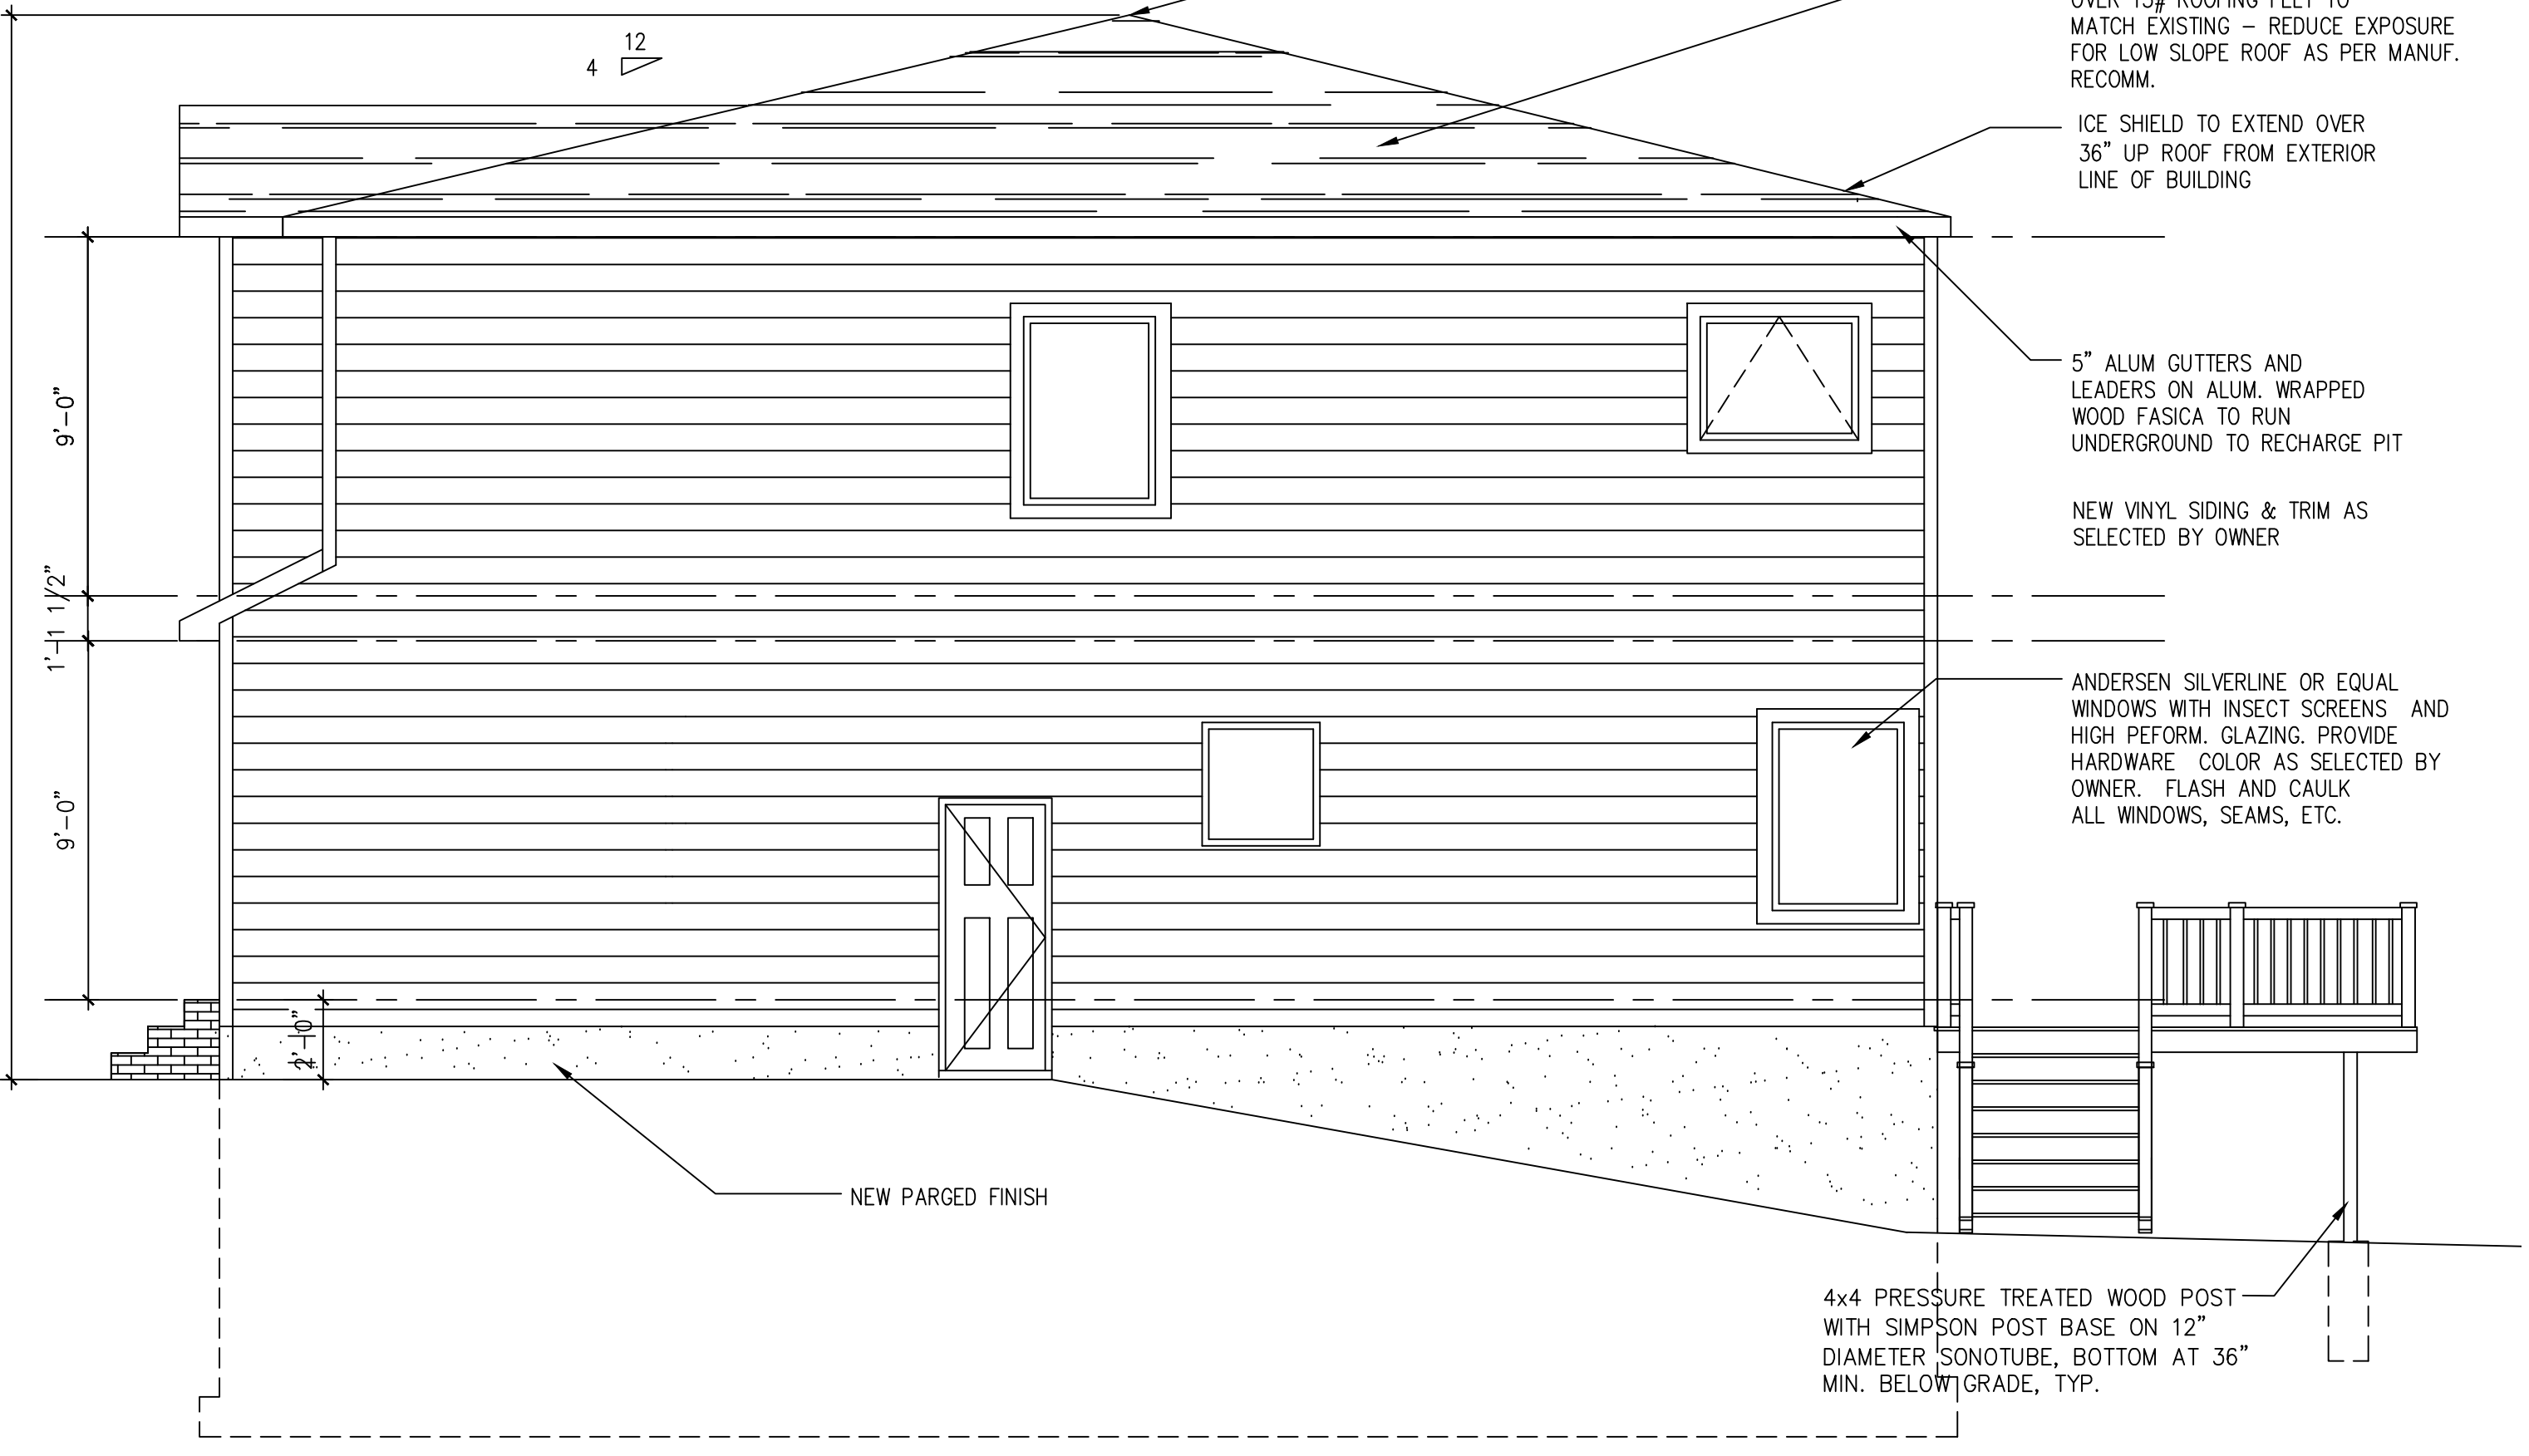 OVER 15# ROOFING FELT TO
MATCH EXISTING – REDUCE EXPOSURE
FOR LOW SLOPE ROOF AS PER MANUF.
RECOMM.
12
4
ICE SHIELD TO EXTEND OVER
36" UP ROOF FROM EXTERIOR
LINE OF BUILDING
5" ALUM GUTTERS AND
LEADERS ON ALUM. WRAPPED
WOOD FASICA TO RUN
UNDERGROUND TO RECHARGE PIT
9'–0"
NEW VINYL SIDING & TRIM AS
SELECTED BY OWNER
1'–1 1/2"
ANDERSEN SILVERLINE OR EQUAL
WINDOWS WITH INSECT SCREENS AND
HIGH PEFORM. GLAZING. PROVIDE
HARDWARE COLOR AS SELECTED BY
OWNER. FLASH AND CAULK
ALL WINDOWS, SEAMS, ETC.
9'–0"
2'–0"
NEW PARGED FINISH
4x4 PRESSURE TREATED WOOD POST
WITH SIMPSON POST BASE ON 12"
DIAMETER SONOTUBE, BOTTOM AT 36"
MIN. BELOW GRADE, TYP.